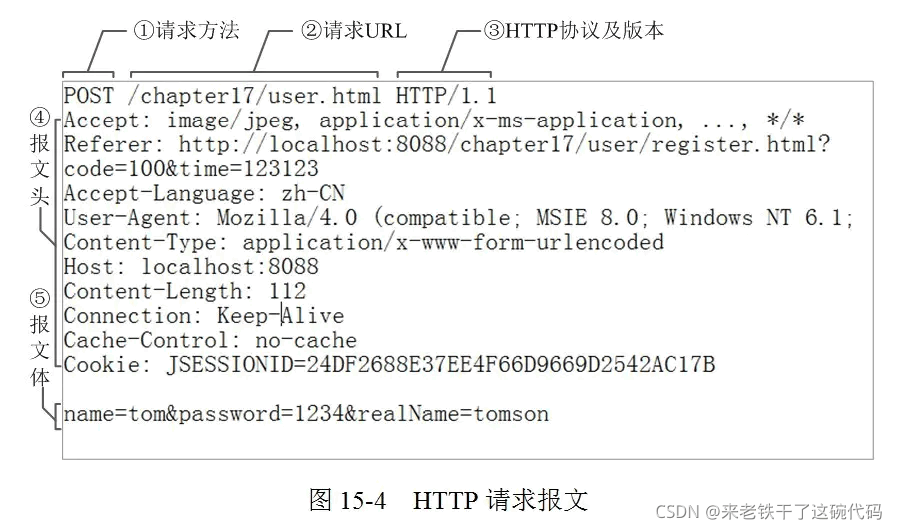 ①请求方法 ②请求URL ③HTTP协议及版本
POST /chapter17/user.html HTTP/1.1
④报文头
Accept: image/jpeg, application/x-ms-application, ..., */*
Referer: http://localhost:8088/chapter17/user/register.html?
code=100&time=123123
Accept-Language: zh-CN
User-Agent: Mozilla/4.0 (compatible; MSIE 8.0; Windows NT 6.1;
Content-Type: application/x-www-form-urlencoded
Host: localhost:8088
Content-Length: 112
Connection: Keep-Alive
Cache-Control: no-cache
Cookie: JSESSIONID=24DF2688E37EE4F66D9669D2542AC17B
⑤报文体
name=tom&password=1234&realName=tomson
图 15-4 HTTP 请求报文
CSDN @来老铁干了这碗代码